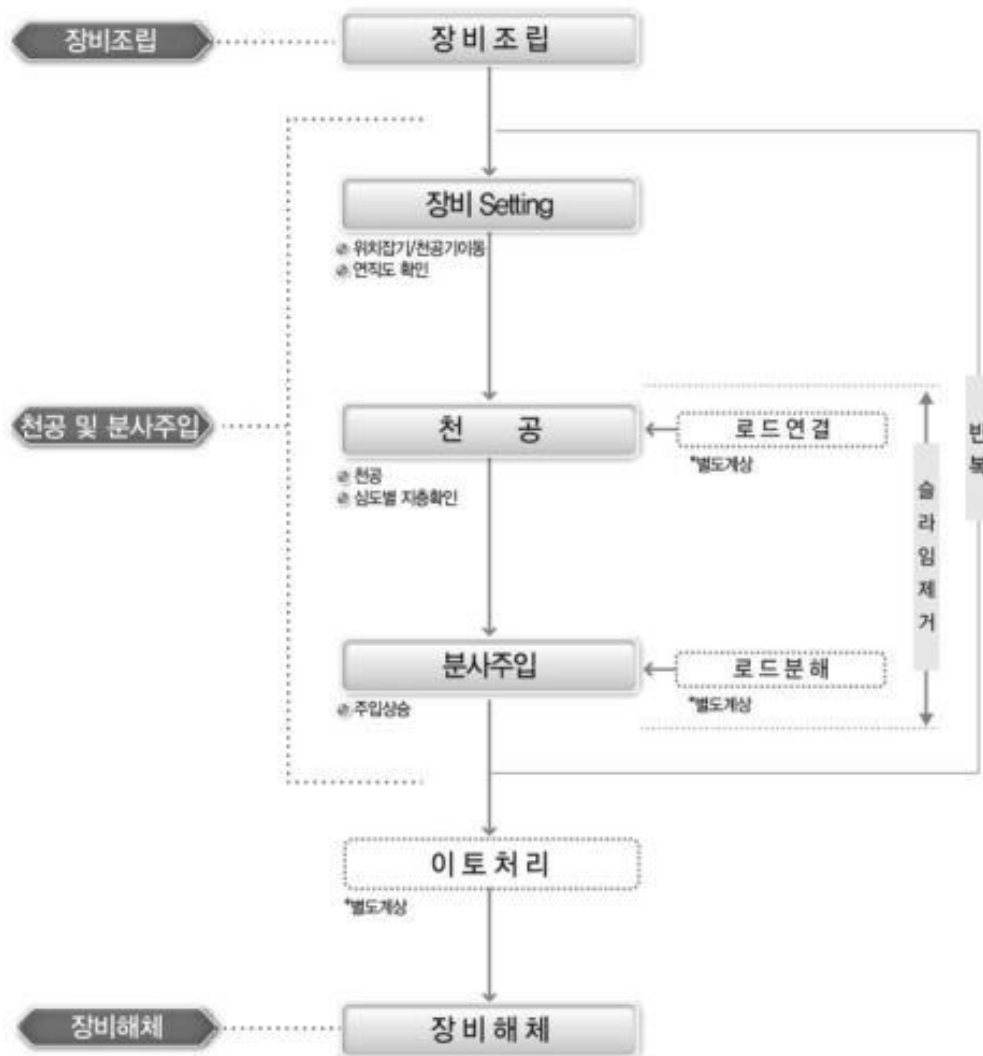 장비조립
장 비 조 립
장비 Setting
위치잡기/천공기이동
연직도 확인
천공 및 분사주입
천 공
로 드 연 결
*별도계상
천공
심도별 지층확인
반복
슬라임제거
분사주입
로 드 분 해
*별도계상
주입상승
이 토 처 리
*별도계상
장비해체
장 비 해 체